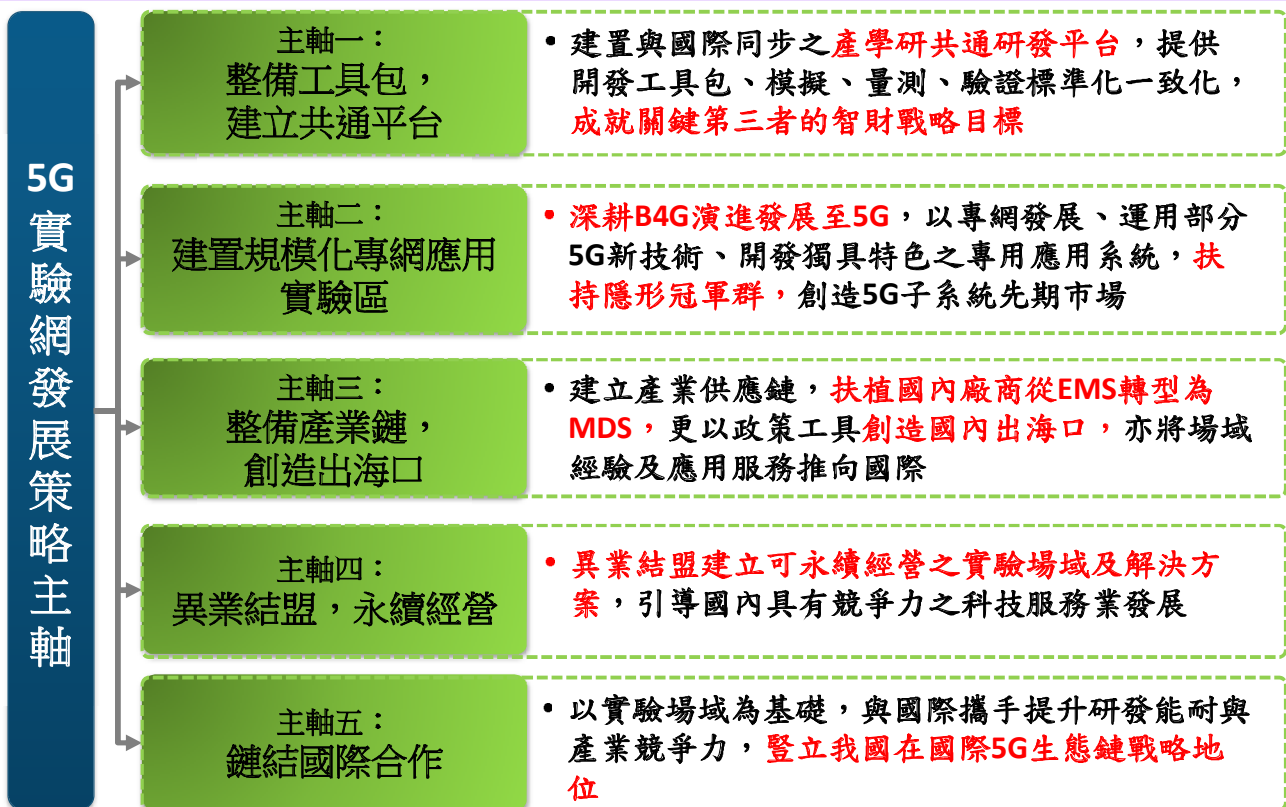 5G實驗網發展策略主軸
主軸一：
整備工具包，
建立共通平台
• 建置與國際同步之產學研共通研發平台，提供
開發工具包、模擬、量測、驗證標準化一致化，
成就關鍵第三者的智財戰略目標
主軸二：
建置規模化專網應用
實驗區
• 深耕B4G演進發展至5G，以專網發展、運用部分
5G新技術、開發獨具特色之專用應用系統，扶
持隱形冠軍群，創造5G子系統先期市場
主軸三：
整備產業鏈，
創造出海口
• 建立產業供應鏈，扶植國內廠商從EMS轉型為
MDS，更以政策工具創造國內出海口，亦將場域
經驗及應用服務推向國際
主軸四：
異業結盟，永續經營
• 異業結盟建立可永續經營之實驗場域及解決方
案，引導國內具有競爭力之科技服務業發展
主軸五：
鏈結國際合作
• 以實驗場域為基礎，與國際攜手提升研發能耐與
產業競爭力，豎立我國在國際5G生態鏈戰略地
位